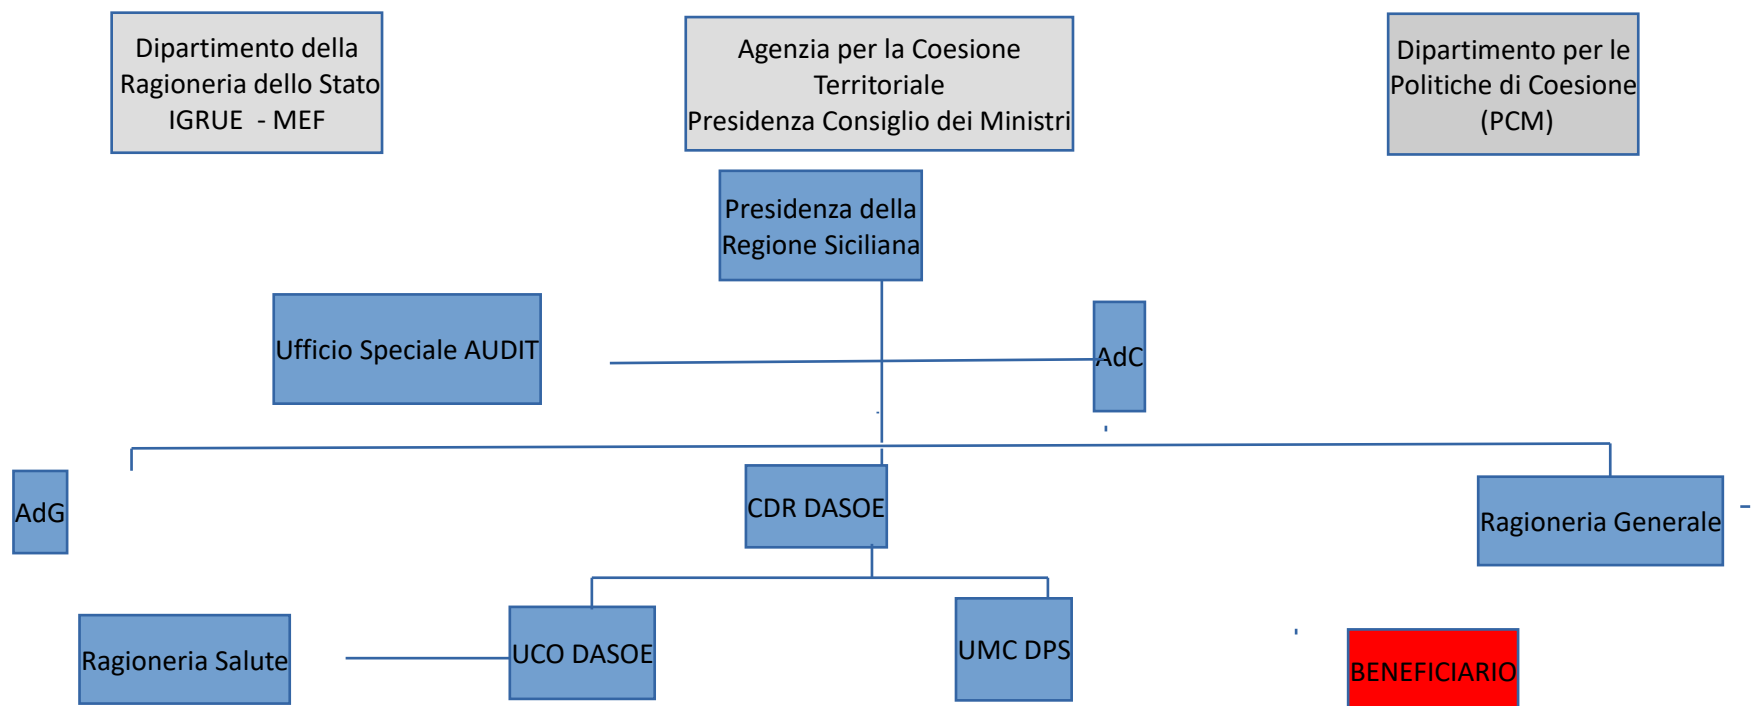 Dipartimento della
Ragioneria dello Stato
IGRUE - MEF
Agenzia per la Coesione
Territoriale
Presidenza Consiglio dei Ministri
Dipartimento per le
Politiche di Coesione
(PCM)
Presidenza della
Regione Siciliana
Ufficio Speciale AUDIT
AdC
AdG
CDR DASOE
Ragioneria Generale
Ragioneria Salute
UCO DASOE
UMC DPS
BENEFICIARIO